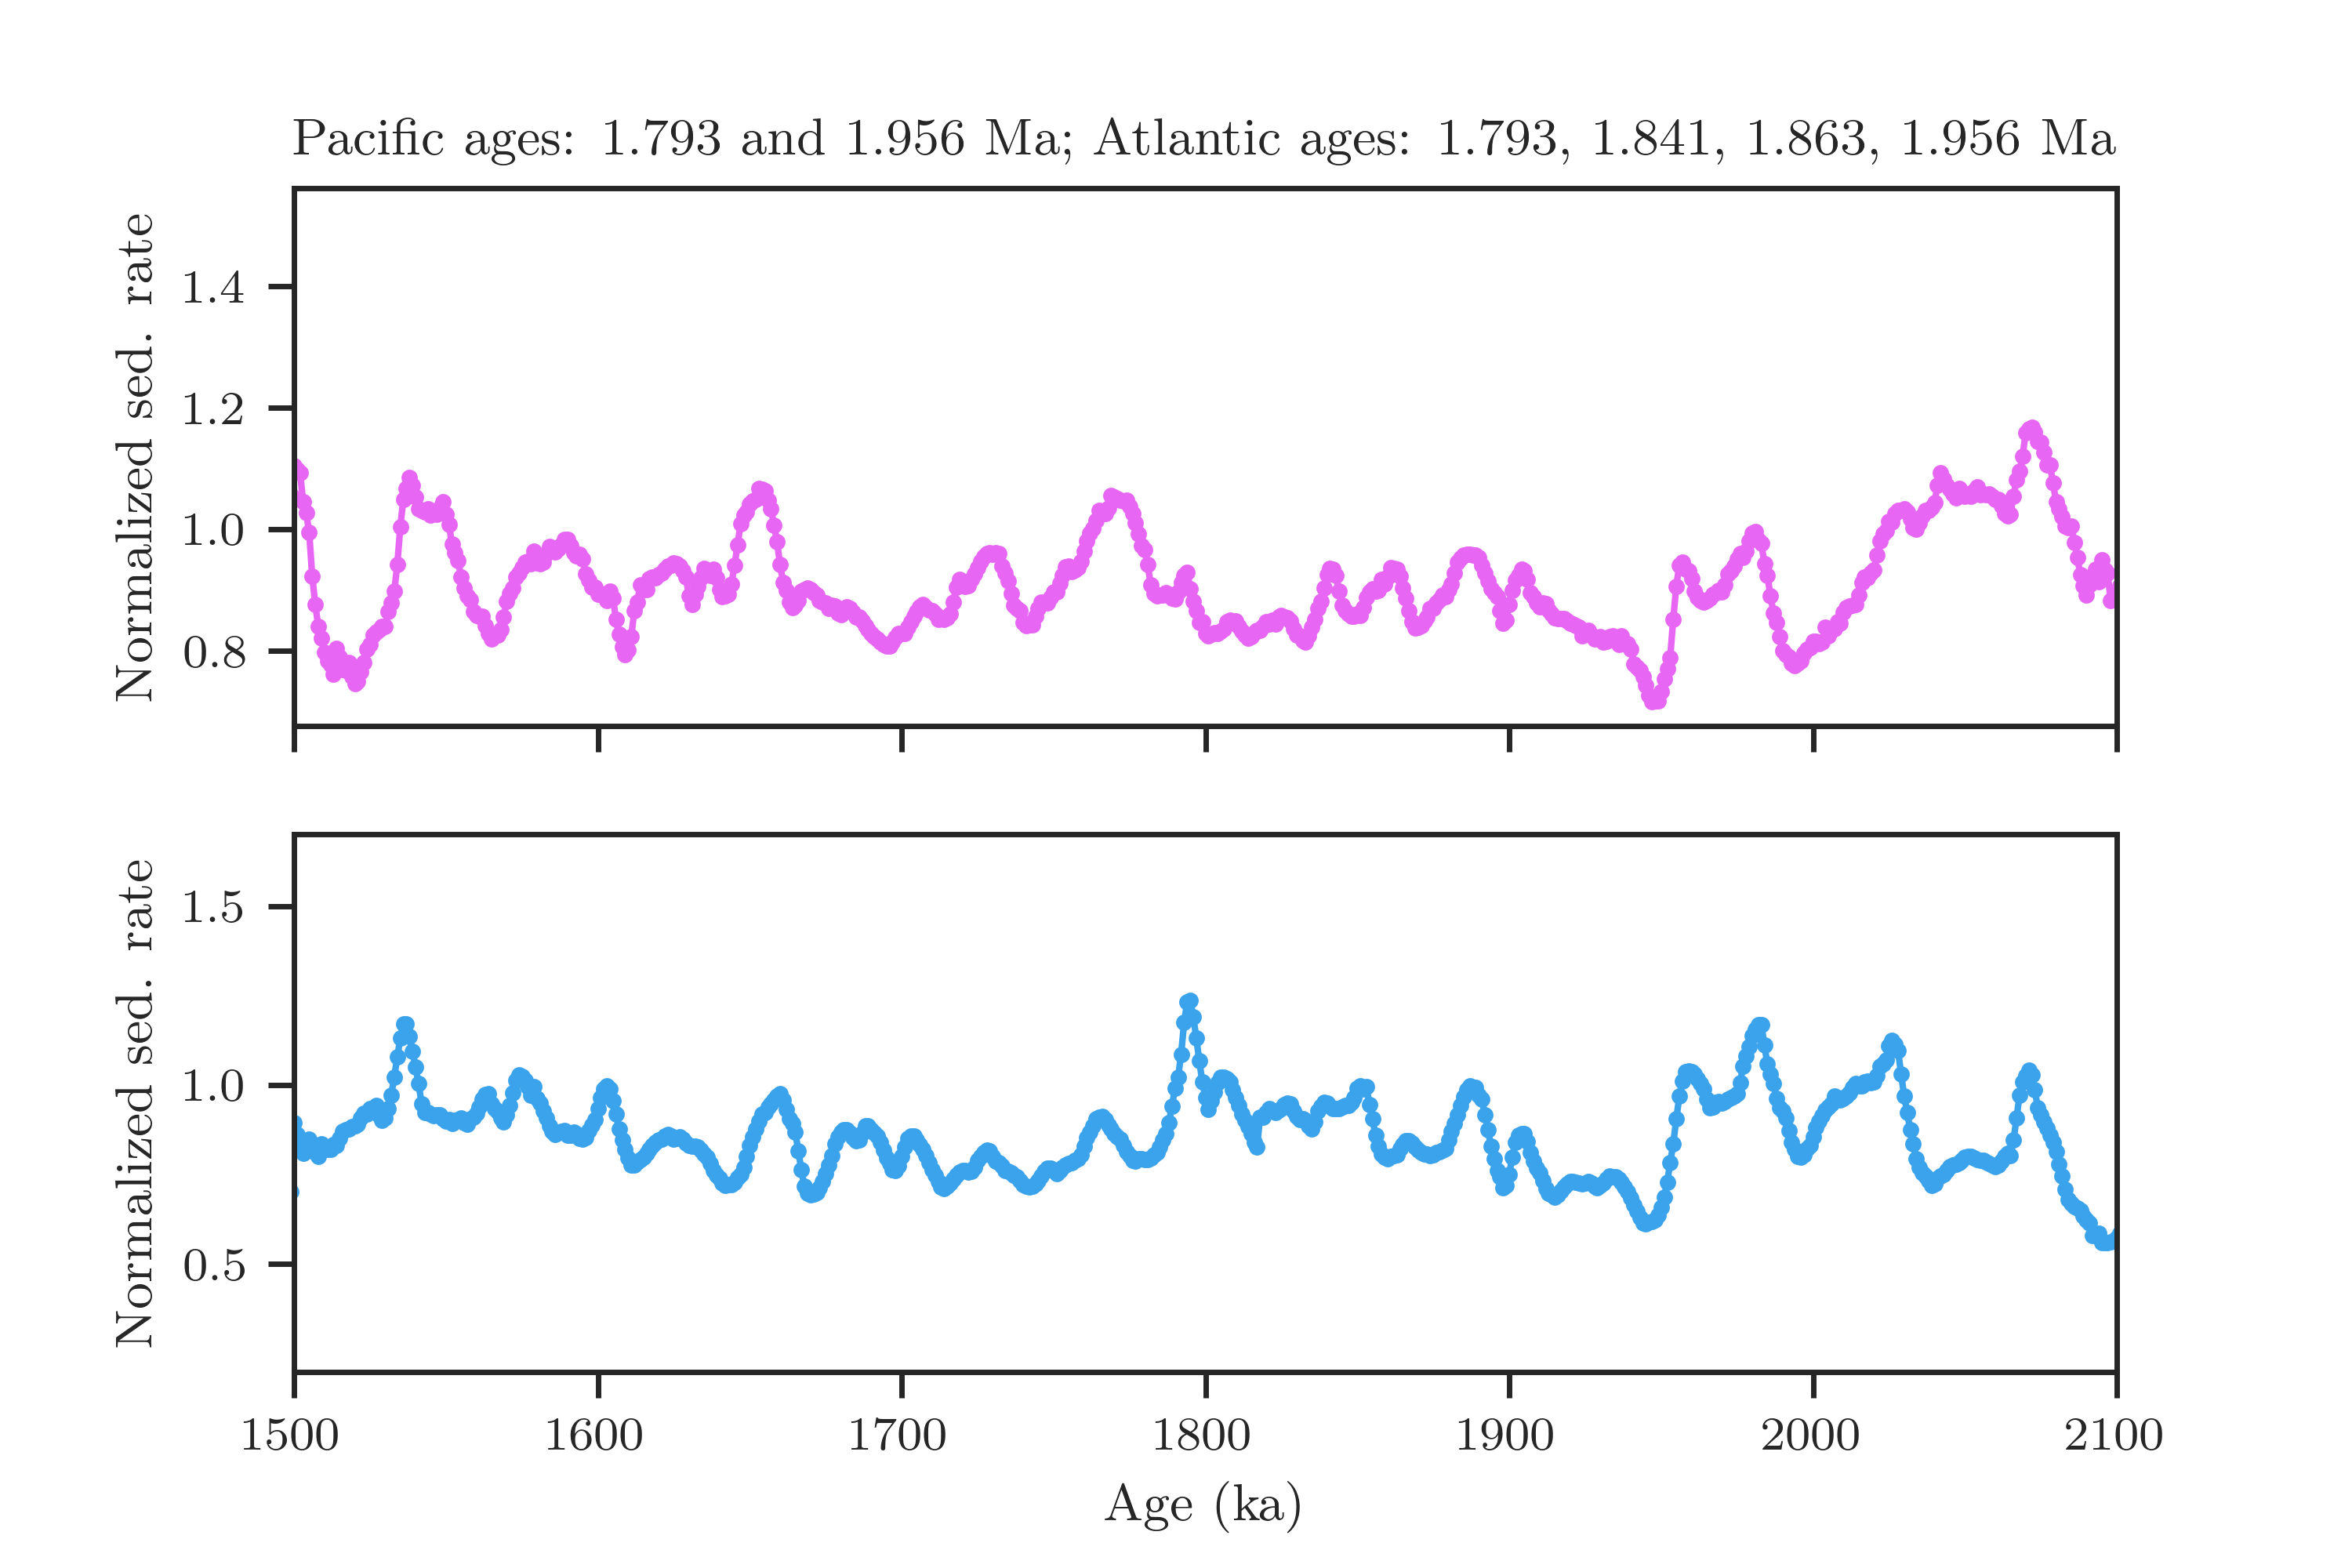 Pacific ages: 1.793 and 1.956 Ma; Atlantic ages: 1.793, 1.841, 1.863, 1.956 Ma
Normalized sed. rate
1.4
1.2
1.0
0.8
Normalized sed. rate
1.5
1.0
0.5
1500 1600 1700 1800 1900 2000 2100
Age (ka)